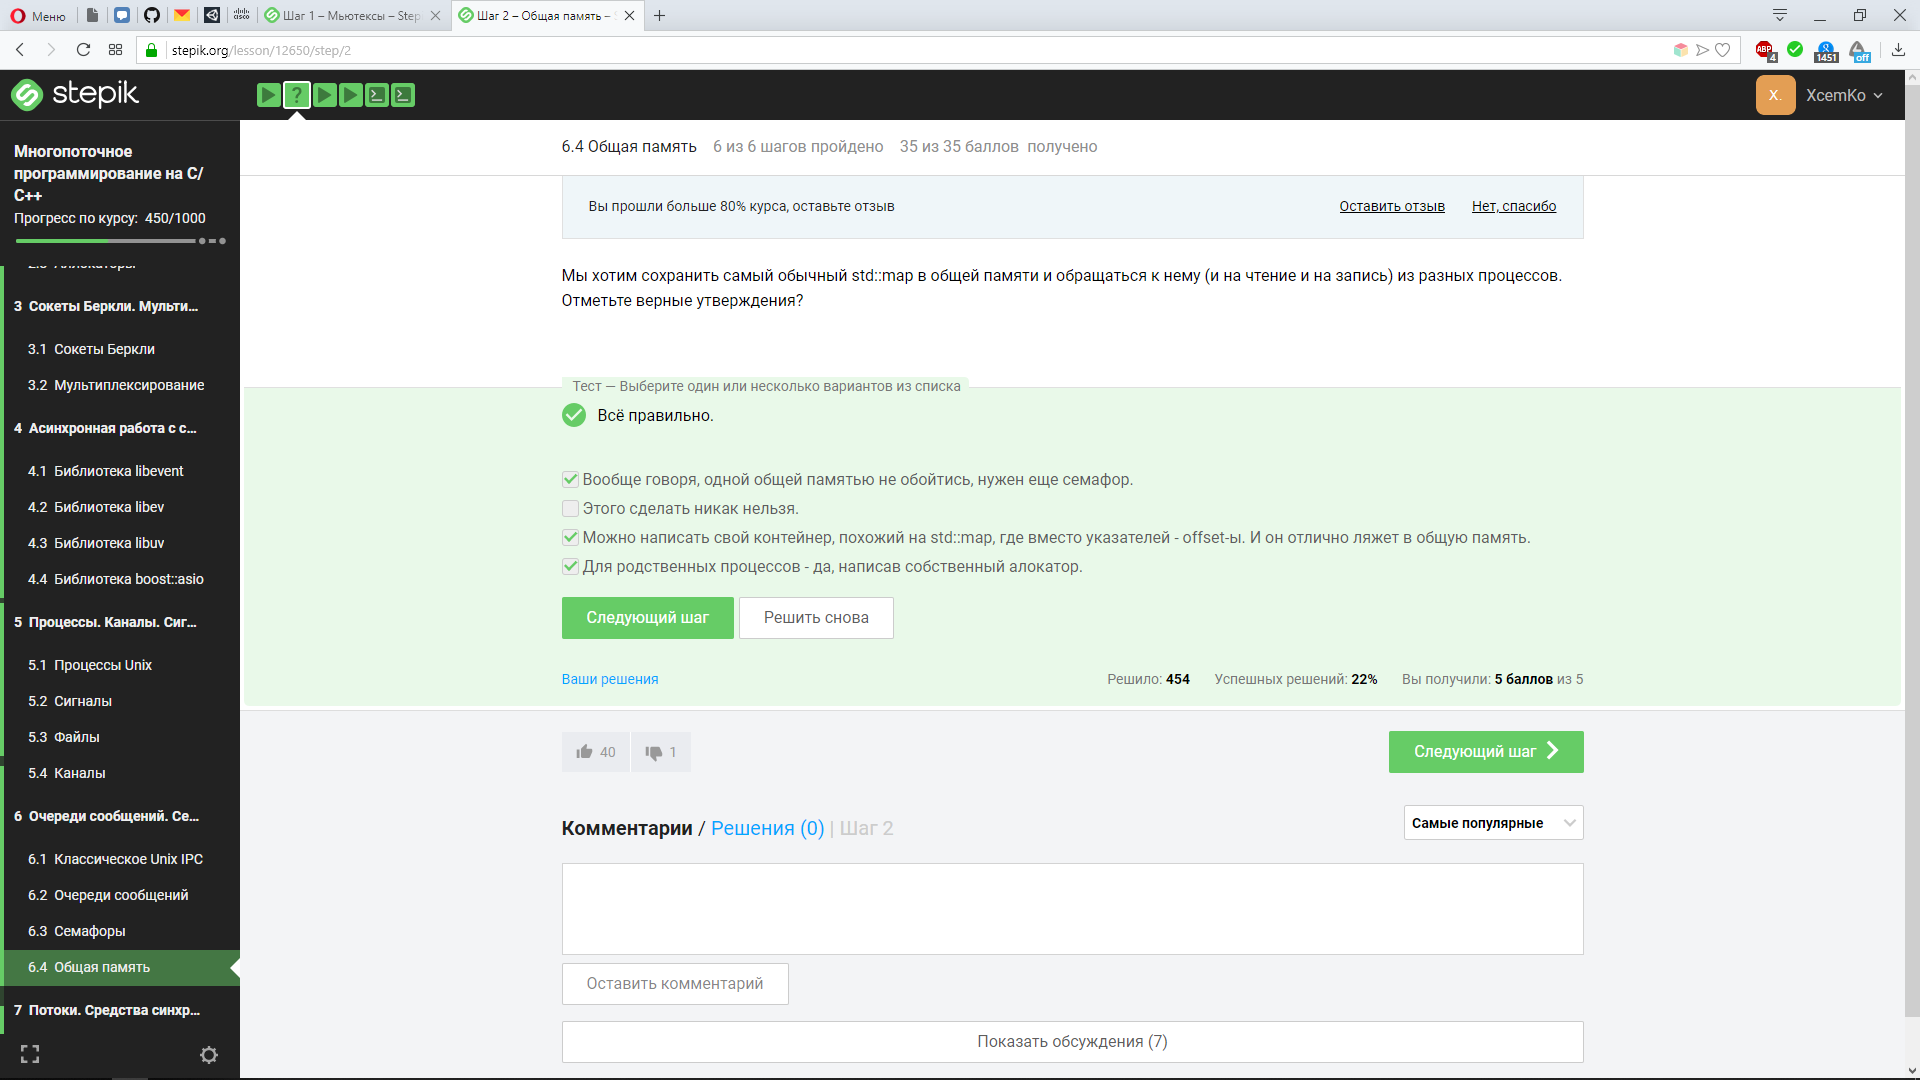 Меню
Шаг 1 – Мьютексы – Step
Шаг 2 – Общая память –
stepik.org/lesson/12650/step/2
ABP
4
1451
off
stepik
X.
XcemKo
Многопоточное
программирование на C/
C++
Прогресс по курсу: 450/1000
6.4 Общая память 6 из 6 шагов пройдено 35 из 35 баллов получено
Вы прошли больше 80% курса, оставьте отзыв
Оставить отзыв
Нет, спасибо
Мы хотим сохранить самый обычный std::map в общей памяти и обращаться к нему (и на чтение и на запись) из разных процессов.
Отметьте верные утверждения?
Тест — Выберите один или несколько вариантов из списка
Всё правильно.
Вообще говоря, одной общей памятью не обойтись, нужен еще семафор.
Этого сделать никак нельзя.
Можно написать свой контейнер, похожий на std::map, где вместо указателей - offset-ы. И он отлично ляжет в общую память.
Для родственных процессов - да, написав собственный алокатор.
Следующий шаг
Решить снова
Ваши решения
Решило: 454
Успешных решений: 22%
Вы получили: 5 баллов из 5
40
1
Следующий шаг
Комментарии / Решения (0) | Шаг 2
Самые популярные
Оставить комментарий
Показать обсуждения (7)
3 Сокеты Беркли. Мульти...
3.1 Сокеты Беркли
3.2 Мультиплексирование
4 Асинхронная работа с с...
4.1 Библиотека libevent
4.2 Библиотека libev
4.3 Библиотека libuv
4.4 Библиотека boost::asio
5 Процессы. Каналы. Сиг...
5.1 Процессы Unix
5.2 Сигналы
5.3 Файлы
5.4 Каналы
6 Очереди сообщений. Се...
6.1 Классическое Unix IPC
6.2 Очереди сообщений
6.3 Семафоры
6.4 Общая память
7 Потоки. Средства синхр...